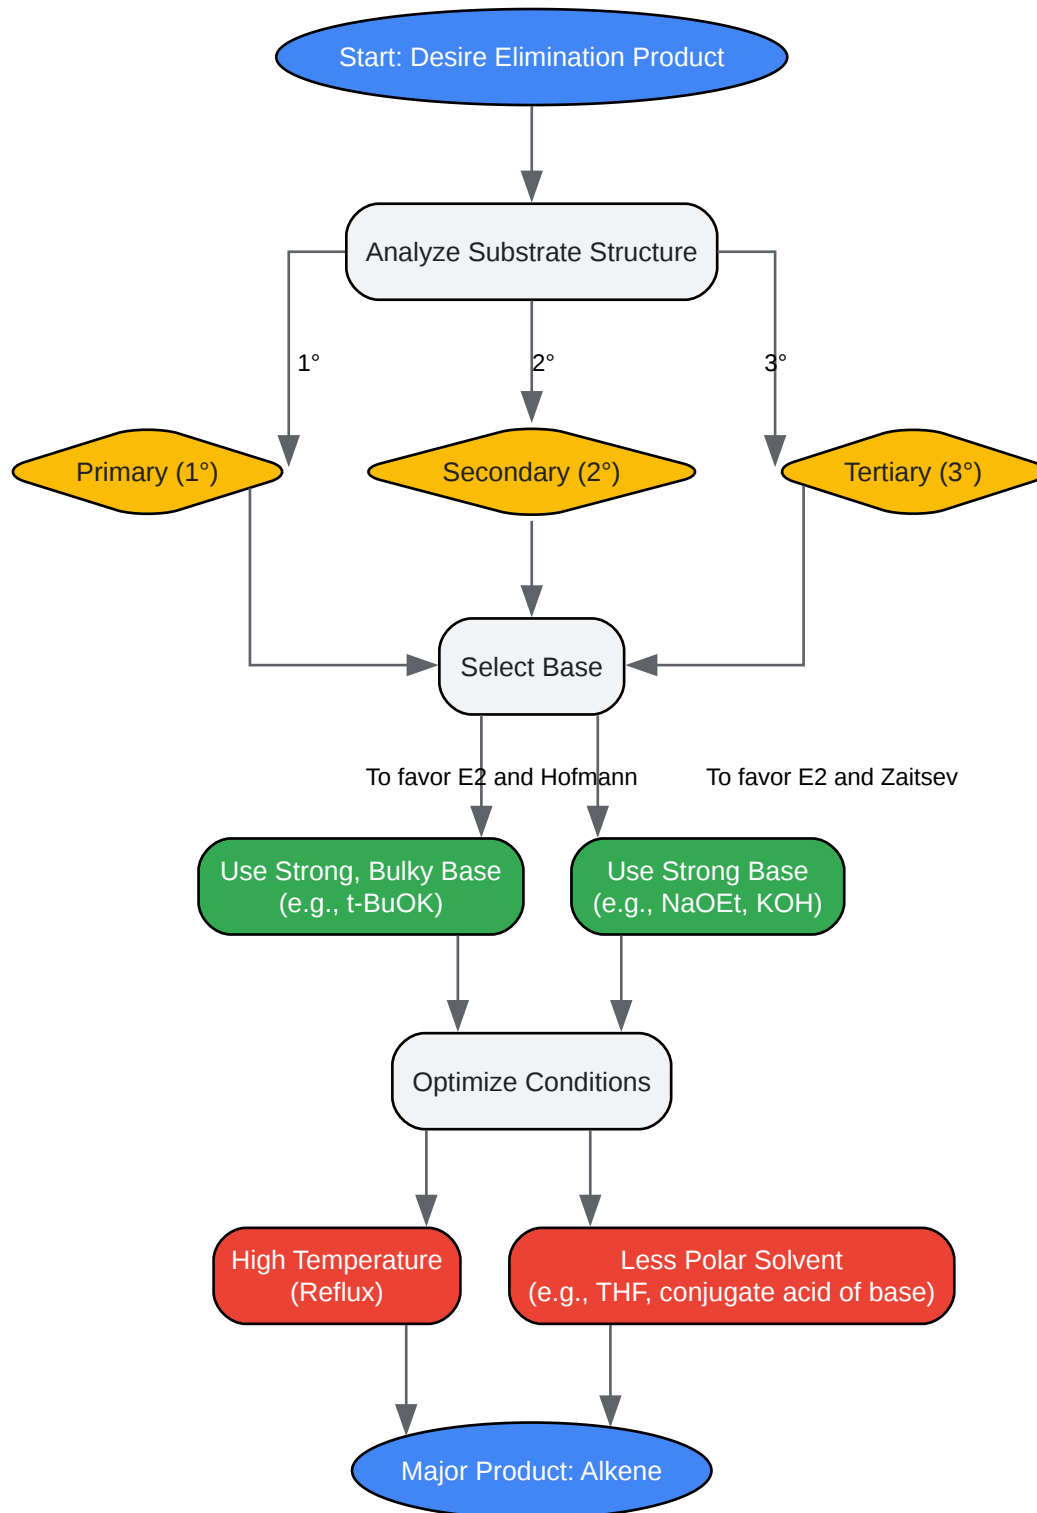 Start: Desire Elimination Product
Analyze Substrate Structure
1°
2°
3°
Primary (1°)
Secondary (2°)
Tertiary (3°)
Select Base
To favor E2 and Hofmann
To favor E2 and Zaitsev
Use Strong, Bulky Base
(e.g., t-BuOK)
Use Strong Base
(e.g., NaOEt, KOH)
Optimize Conditions
High Temperature
(Reflux)
Less Polar Solvent
(e.g., THF, conjugate acid of base)
Major Product: Alkene